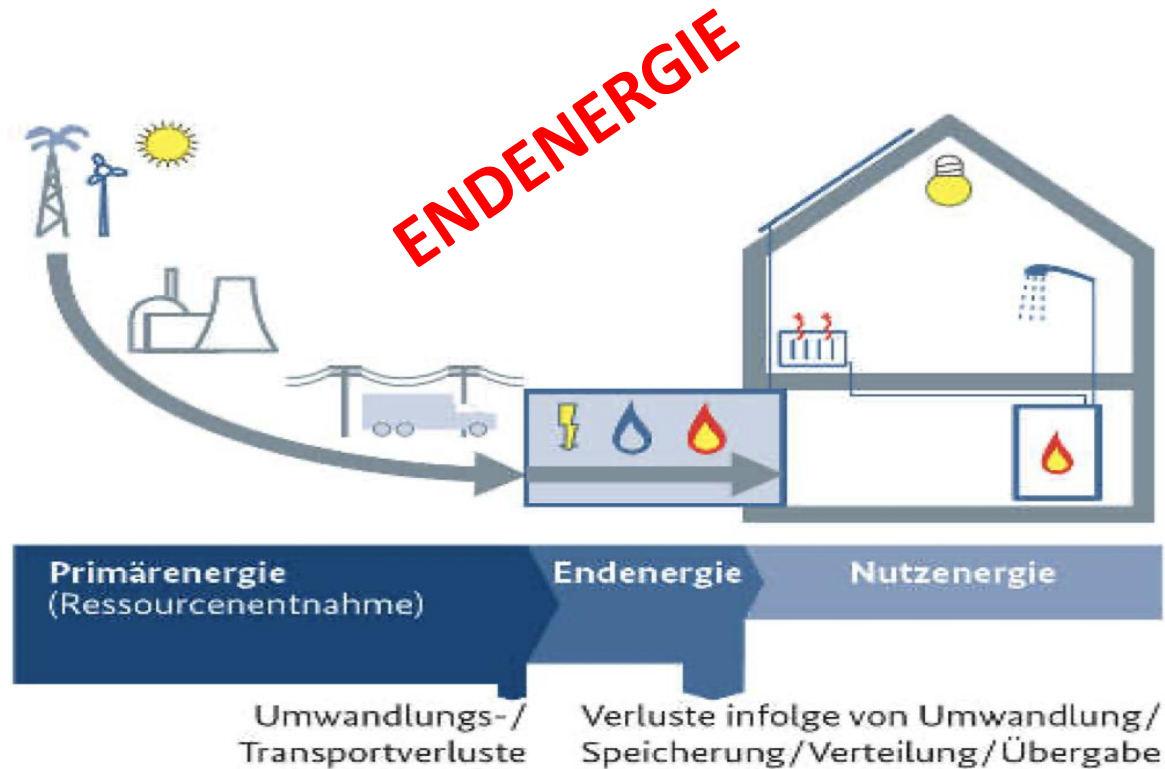 ENDENERGIE
Primärenergie
(Ressourcenentnahme)
Endenergie
Nutzenergie
Umwandlungs-/
Transportverluste
Verluste infolge von Umwandlung/
Speicherung/Verteilung/Übergabe